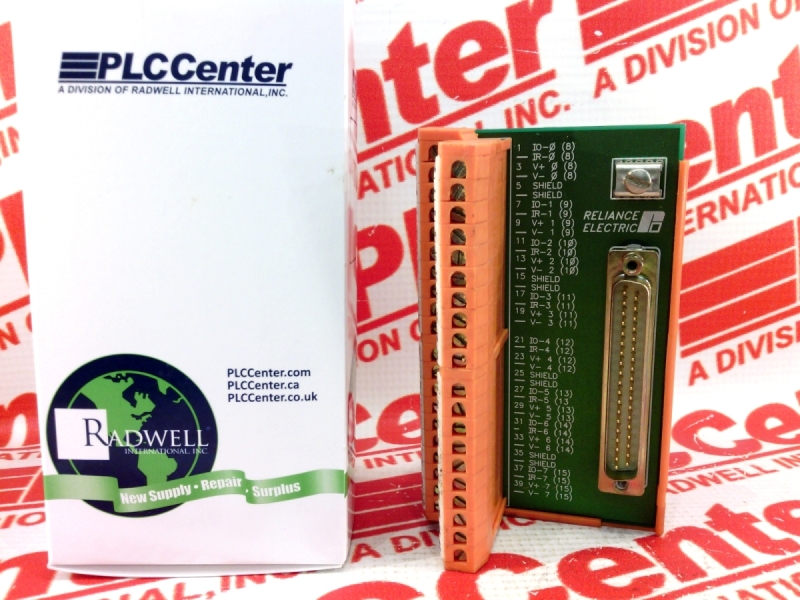 PLCCenter
A DIVISION OF RADWELL INTERNATIONAL, INC.
PLCCenter.com
PLCCenter.ca
PLCCenter.co.uk
RADWELL
INTERNATIONAL, INC.
New Supply • Repair • Surplus
1 IO-Ø (8)
IR-Ø (8)
3 V+ Ø (8)
V- Ø (8)
5 SHIELD
SHIELD
7 IO-1 (9)
IR-1 (9)
9 V+ 1 (9)
V- 1 (9)
11 IO-2 (1Ø)
IR-2 (1Ø)
13 V+ 2 (1Ø)
V- 2 (1Ø)
15 SHIELD
SHIELD
17 IO-3 (11)
IR-3 (11)
19 V+ 3 (11)
V- 3 (11)
21 IO-4 (12)
IR-4 (12)
23 V+ 4 (12)
V- 4 (12)
25 SHIELD
SHIELD
27 IO-5 (13)
IR-5 (13
29 V+ 5 (13)
V- 5 (13)
31 IO-6 (14)
IR-6 (14)
33 V+ 6 (14)
V- 6 (14)
35 SHIELD
SHIELD
37 IO-7 (15)
IR-7 (15)
39 V+ 7 (15)
V- 7 (15)
RELIANCE
ELECTRIC